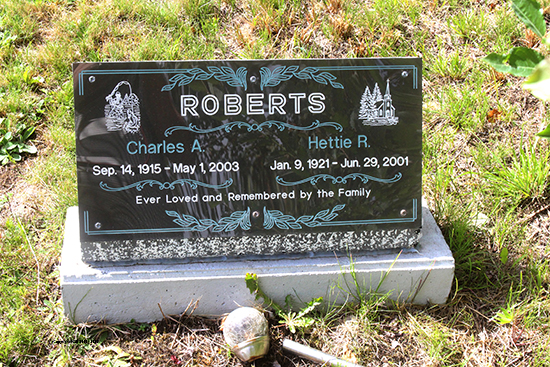 ROBERTS
Charles A. Hettie R.
Sep. 14, 1915 - May 1, 2003 Jan. 9, 1921 - Jun. 29, 2001
Ever Loved and Remembered by the Family